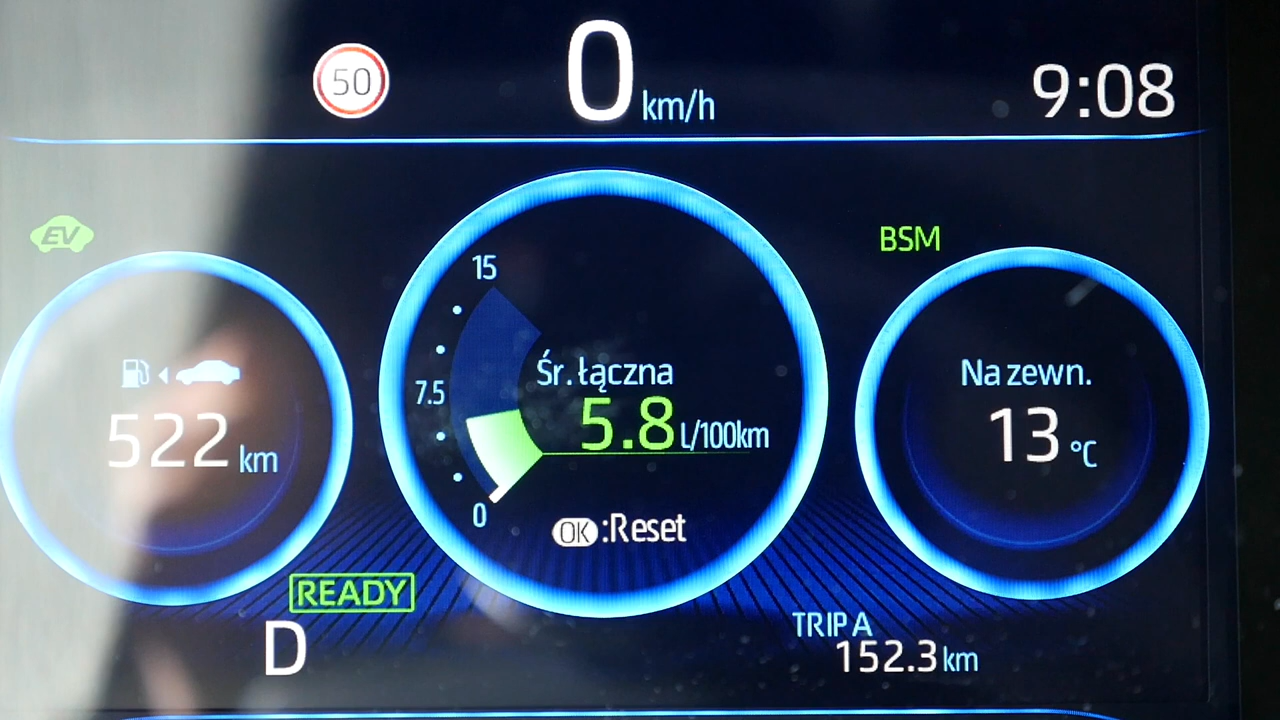 50
0 km/h
9:08
EV
BSM
15
7.5
0
Śr. łączna
5.8 L/100km
OK :Reset
522 km
Na zewn.
13 °C
READY
D
TRIP A
152.3 km